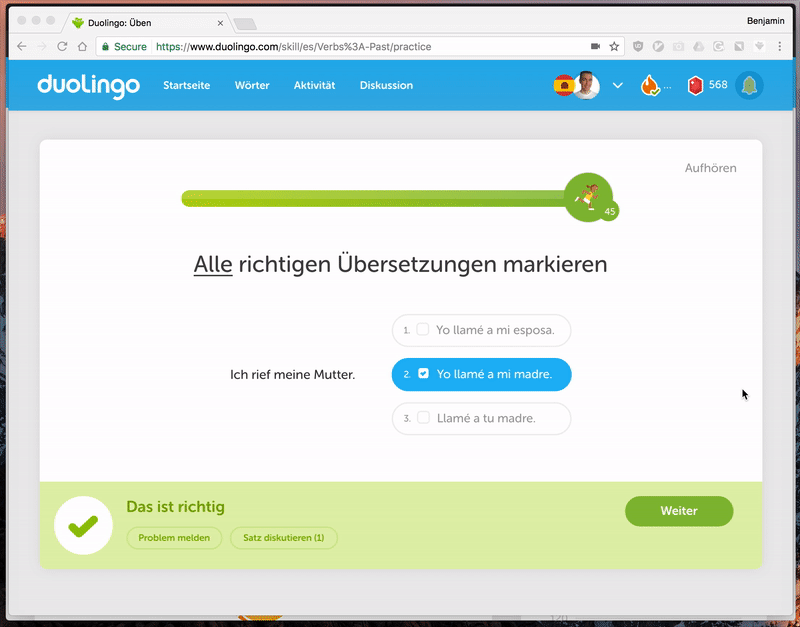 Duolingo: Üben
Benjamin
Secure https://www.duolingo.com/skill/es/Verbs%3A-Past/practice
duolingo Startseite Wörter Aktivität Diskussion ... 568
Aufhören
45
Alle richtigen Übersetzungen markieren
1. Yo llamé a mi esposa.
Ich rief meine Mutter.
2. Yo llamé a mi madre.
3. Llamé a tu madre.
Das ist richtig
Weiter
Problem melden Satz diskutieren (1)